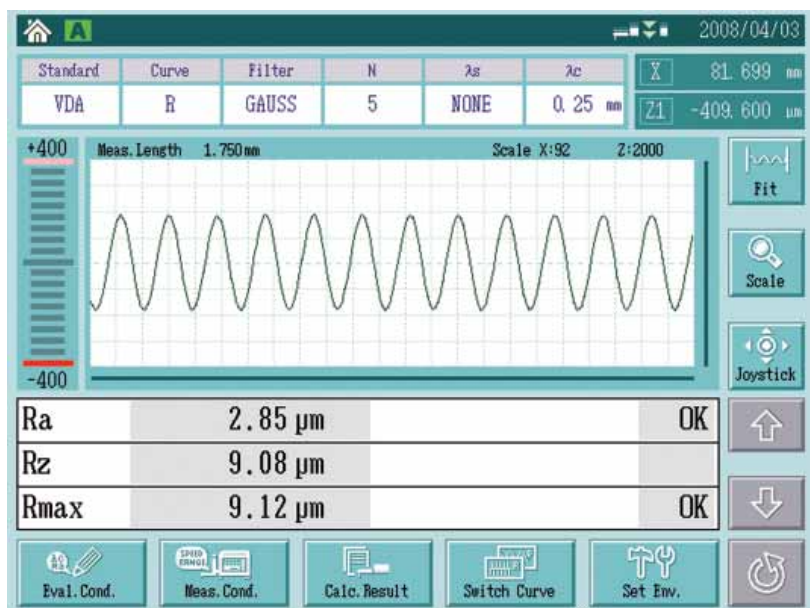 A 2008/04/03
Standard Curve Filter N λs λc X 81.699 mm
VDA R GAUSS 5 NONE 0.25 mm Z1 -409.600 μm
+400 Meas.Length 1.750 mm Scale X:92 Z:2000
Fit
Scale
-400 Joystick
Ra 2.85 μm OK
Rz 9.08 μm
Rmax 9.12 μm OK
Eval.Cond. Meas.Cond. Calc.Result Switch Curve Set Env.